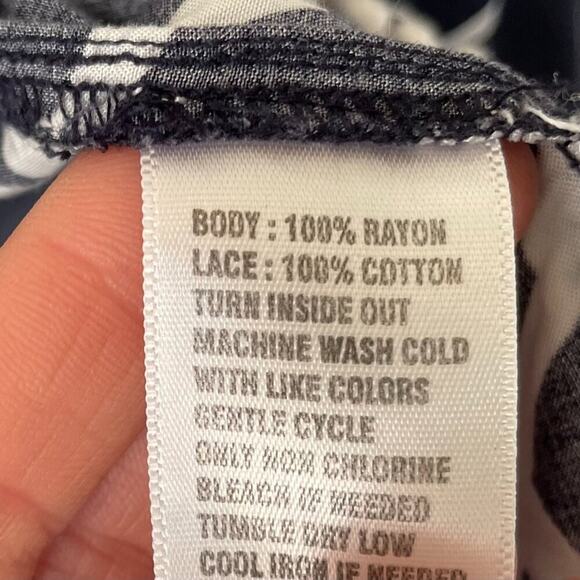 BODY : 100% RAYON
LACE : 100% COTTON
TURN INSIDE OUT
MACHINE WASH COLD
WITH LIKE COLORS
GENTLE CYCLE
ONLY NON CHLORINE
BLEACH IF NEEDED
TUMBLE DRY LOW
COOL IRON IF NEEDED